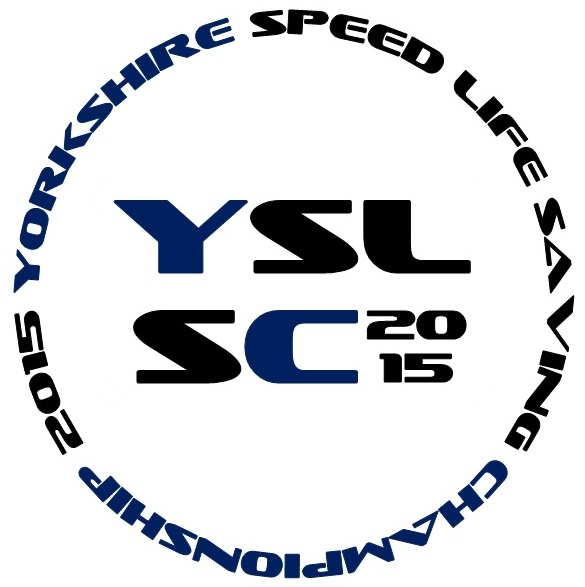 YORKSHIRE SPEED LIFE SAVING CHAMPIONSHIP 2015
YSL
SC 20
15